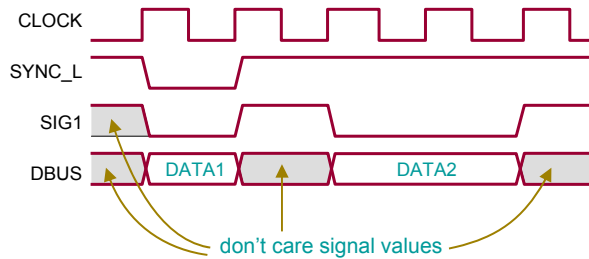 CLOCK
SYNC_L
SIG1
DBUS
DATA1
DATA2
don't care signal values